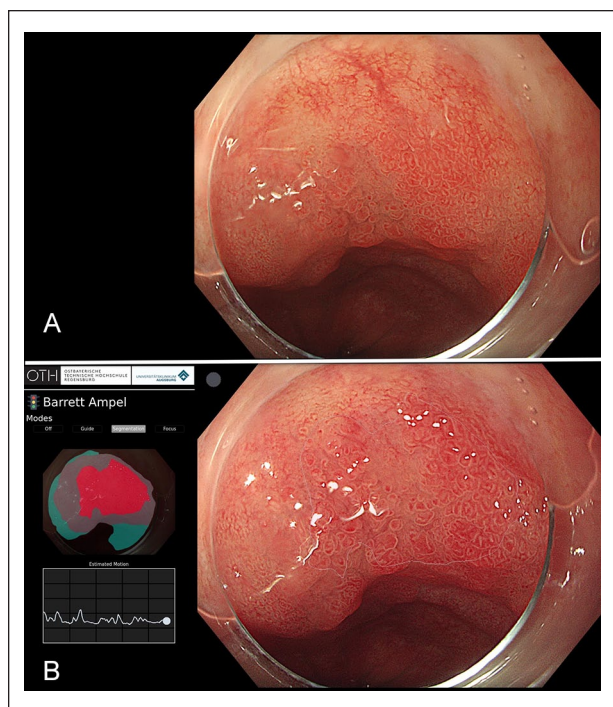 A
OTH
OSTBAYERISCHE
TECHNISCHE HOCHSCHULE
REGENSBURG
UNIVERSITÄTSKLINIKUM
AUGSBURG
Barrett Ampel
Modes
Off Guide Segmentation Focus
Estimated Motion
B